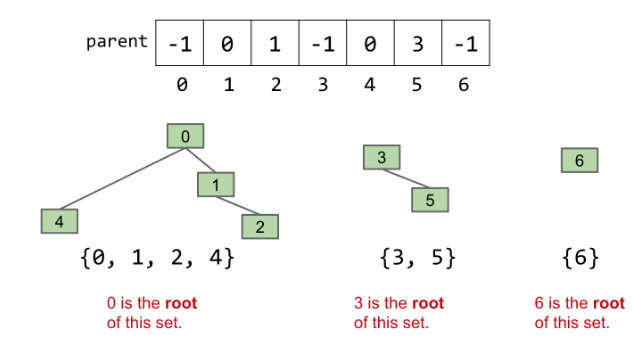 parent -1 0 1 -1 0 3 -1
0 1 2 3 4 5 6
0
1
4
2
3
5
6
{0, 1, 2, 4}
{3, 5}
{6}
0 is the root
of this set.
3 is the root
of this set.
6 is the root
of this set.